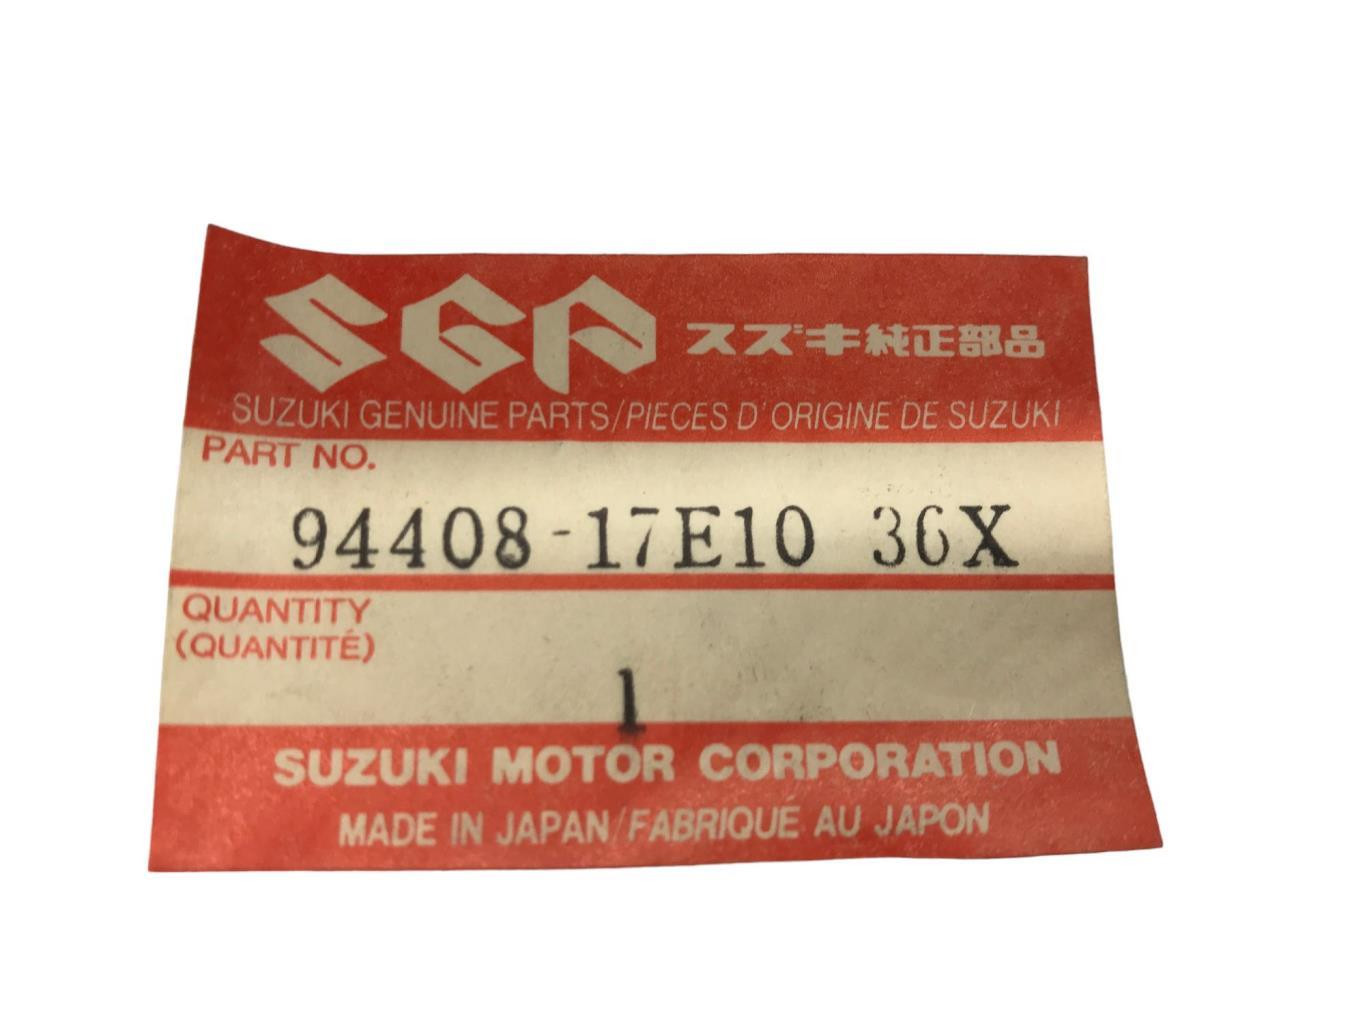 SGP スズキ純正部品
SUZUKI GENUINE PARTS/PIECES D'ORIGINE DE SUZUKI
PART NO.
94408-17E10 36X
QUANTITY
(QUANTITÉ)
1
SUZUKI MOTOR CORPORATION
MADE IN JAPAN/FABRIQUE AU JAPON